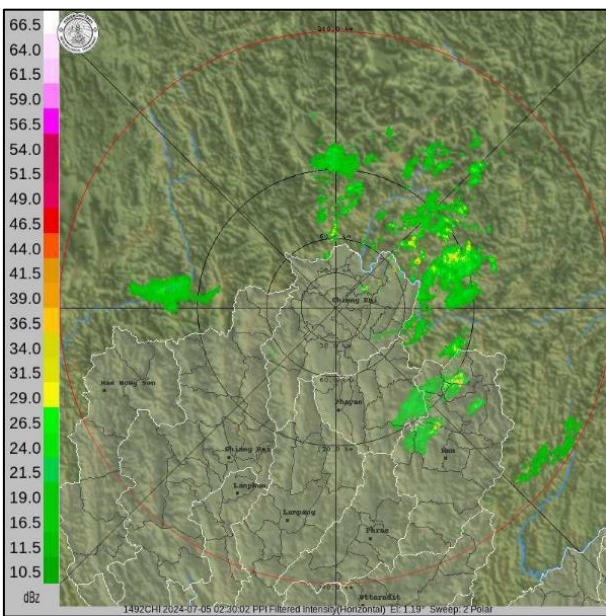 66.5
64.0
61.5
59.0
56.5
54.0
51.5
49.0
46.5
44.0
41.5
39.0
36.5
34.0
31.5
29.0
26.5
24.0
21.5
19.0
16.5
11.5
10.5
dBz
240.0 km
Chiang Rai
Mae Hong Son
Phayao
Chiang Mai
Nan
Lamphun
Lampang
Phrae
Uttaradit
1492CHI 2024-07-05 02:30:02 PPI Filtered Intensity(Horizontal) El: 1.19° Sweep: 2 Polar